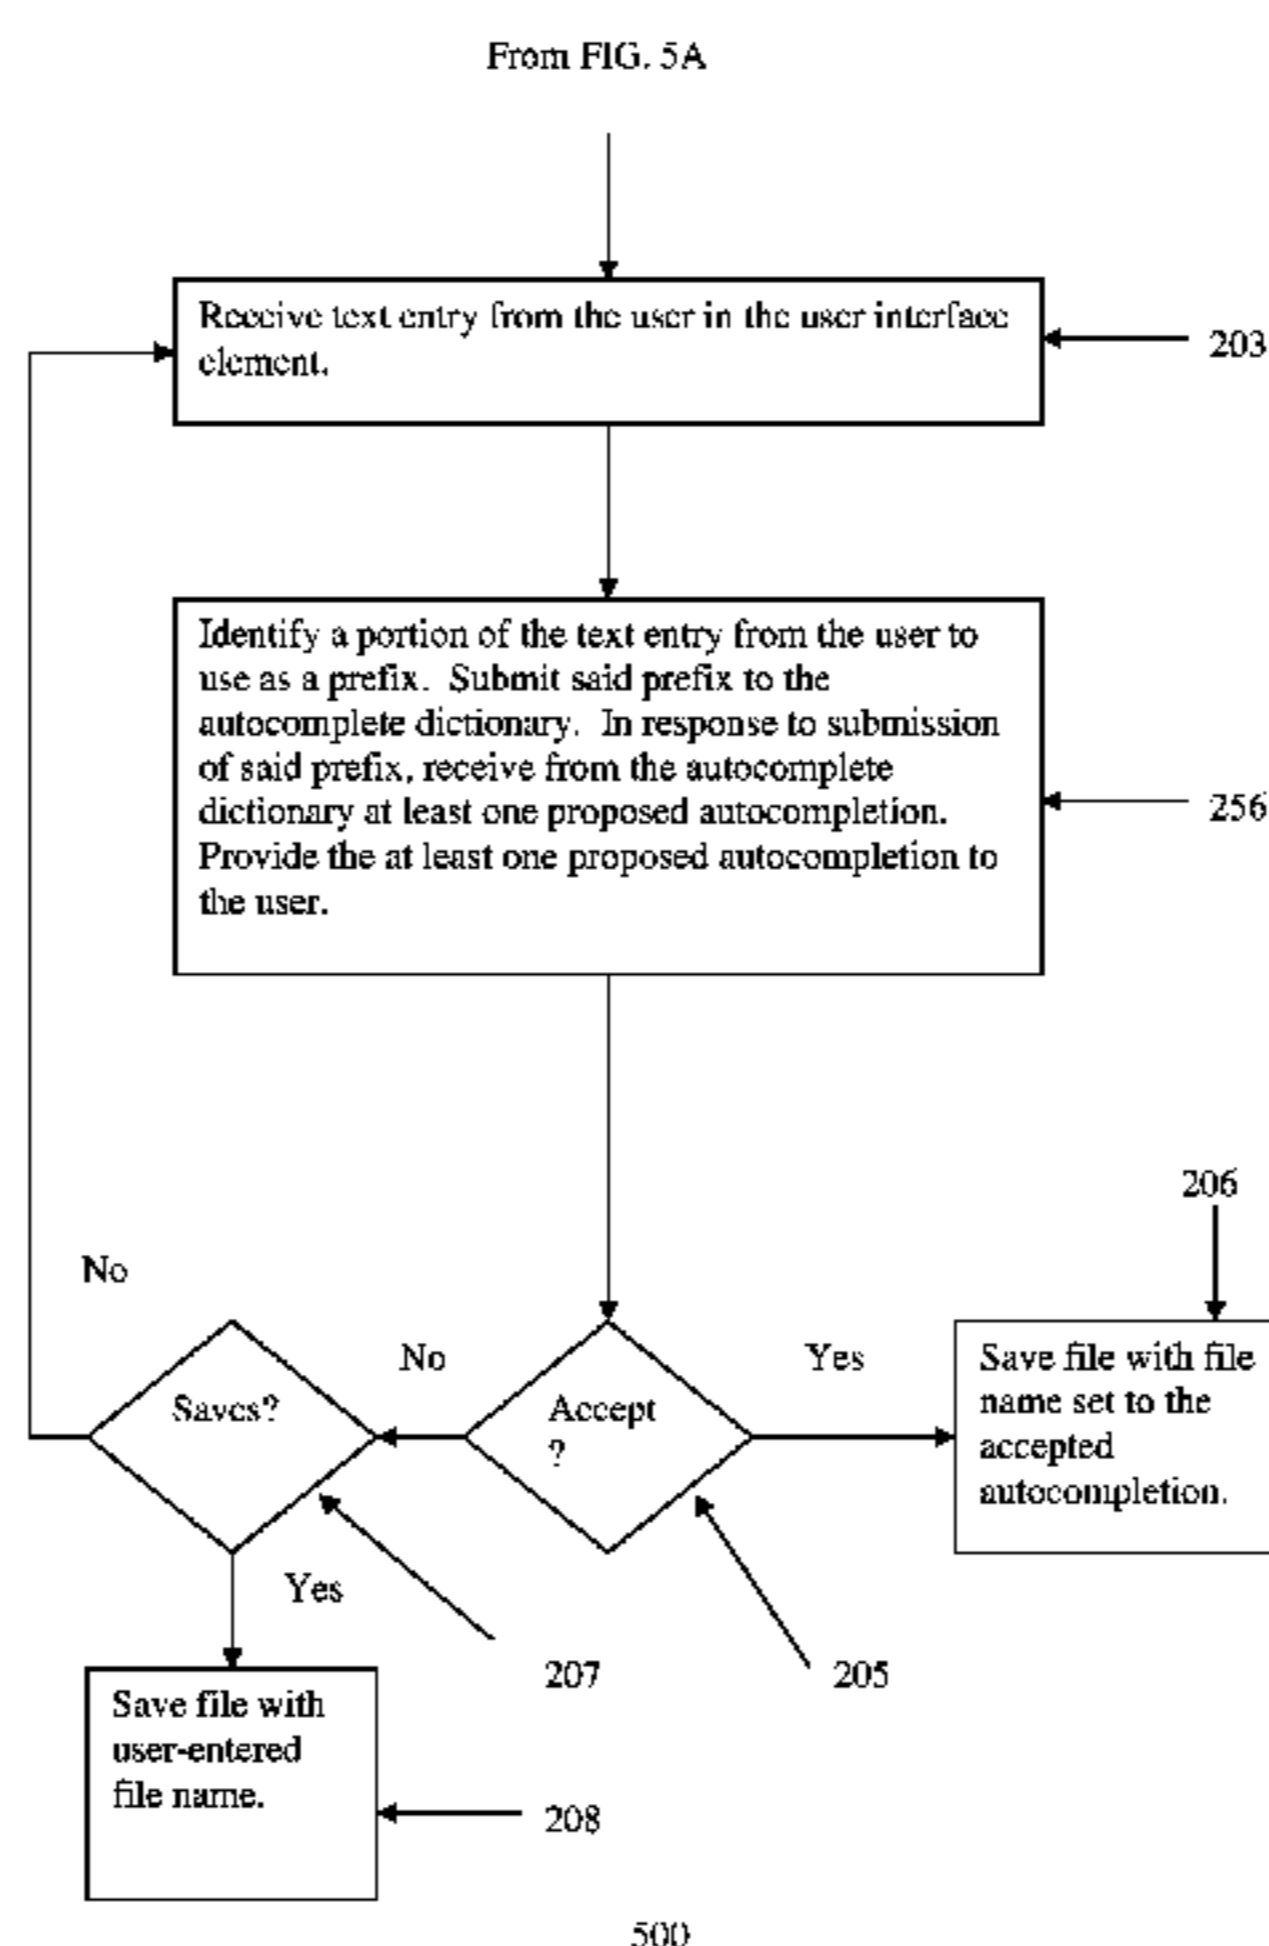 From FIG. 5A
Receive text entry from the user in the user interface
element.
203
Identify a portion of the text entry from the user to
use as a prefix.  Submit said prefix to the
autocomplete dictionary.  In response to submission
of said prefix, receive from the autocomplete
dictionary at least one proposed autocompletion.
Provide the at least one proposed autocompletion to
the user.
256
206
No
Saves?
No
Accept
?
Yes
Save file with file
name set to the
accepted
autocompletion.
Yes
207
205
Save file with
user-entered
file name.
208
500